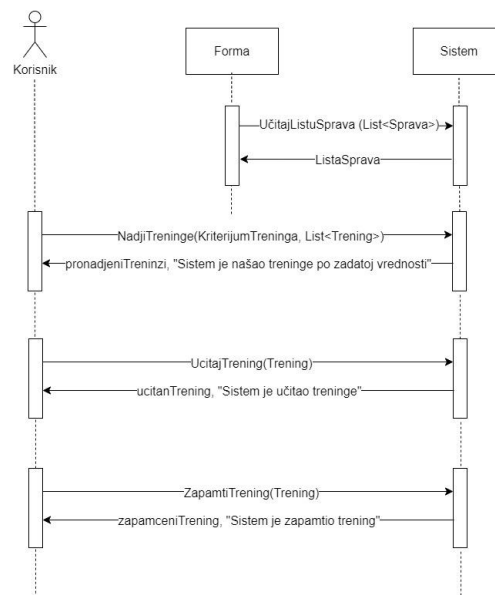 Korisnik
Forma
Sistem
UčitajListuSprava (List<Sprava>)
ListaSprava
NadjiTreninge(KriterijumTreninga, List<Trening>)
pronadjeniTreninzi, "Sistem je našao treninge po zadatoj vrednosti"
UcitajTrening(Trening)
ucitanTrening, "Sistem je učitao treninge"
ZapamtiTrening(Trening)
zapamceniTrening, "Sistem je zapamtio trening"